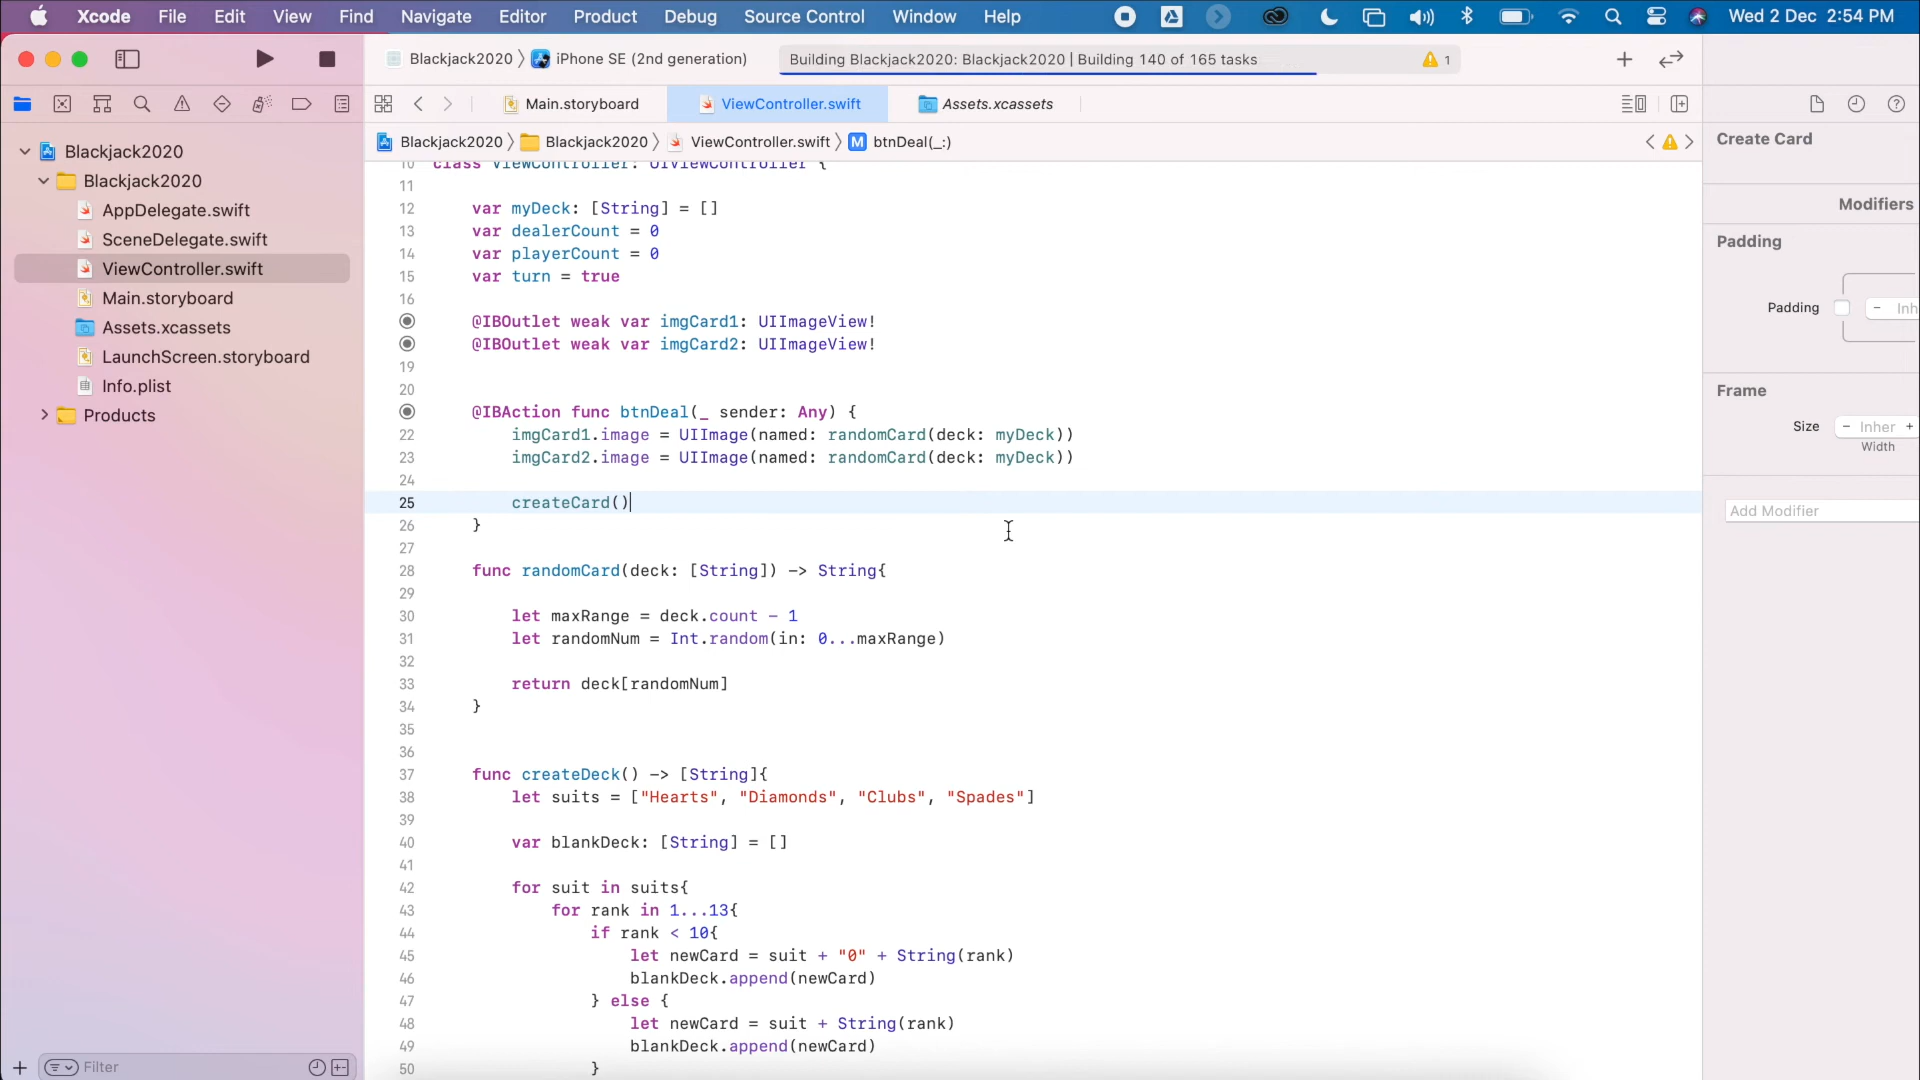 Xcode File Edit View Find Navigate Editor Product Debug Source Control Window Help Wed 2 Dec 2:54 PM
Blackjack2020 iPhone SE (2nd generation) Building Blackjack2020: Blackjack2020 | Building 140 of 165 tasks 1
Main.storyboard ViewController.swift Assets.xcassets
Blackjack2020 Blackjack2020 ViewController.swift btnDeal(_:)
Blackjack2020
Blackjack2020
AppDelegate.swift
SceneDelegate.swift
ViewController.swift
Main.storyboard
Assets.xcassets
LaunchScreen.storyboard
Info.plist
Products
Filter
10 class ViewController: UIViewController {
11
12 var myDeck: [String] = []
13 var dealerCount = 0
14 var playerCount = 0
15 var turn = true
16
@IBOutlet weak var imgCard1: UIImageView!
@IBOutlet weak var imgCard2: UIImageView!
19
20
@IBAction func btnDeal(_ sender: Any) {
22 imgCard1.image = UIImage(named: randomCard(deck: myDeck))
23 imgCard2.image = UIImage(named: randomCard(deck: myDeck))
24
25 createCard()
26 }
27
28 func randomCard(deck: [String]) -> String{
29
30 let maxRange = deck.count - 1
31 let randomNum = Int.random(in: 0...maxRange)
32
33 return deck[randomNum]
34 }
35
36
37 func createDeck() -> [String]{
38 let suits = ["Hearts", "Diamonds", "Clubs", "Spades"]
39
40 var blankDeck: [String] = []
41
42 for suit in suits{
43 for rank in 1...13{
44 if rank < 10{
45 let newCard = suit + "0" + String(rank)
46 blankDeck.append(newCard)
47 } else {
48 let newCard = suit + String(rank)
49 blankDeck.append(newCard)
50 }
Create Card
Modifiers
Padding
Padding - Inh
Frame
Size - Inher +
Width
Add Modifier